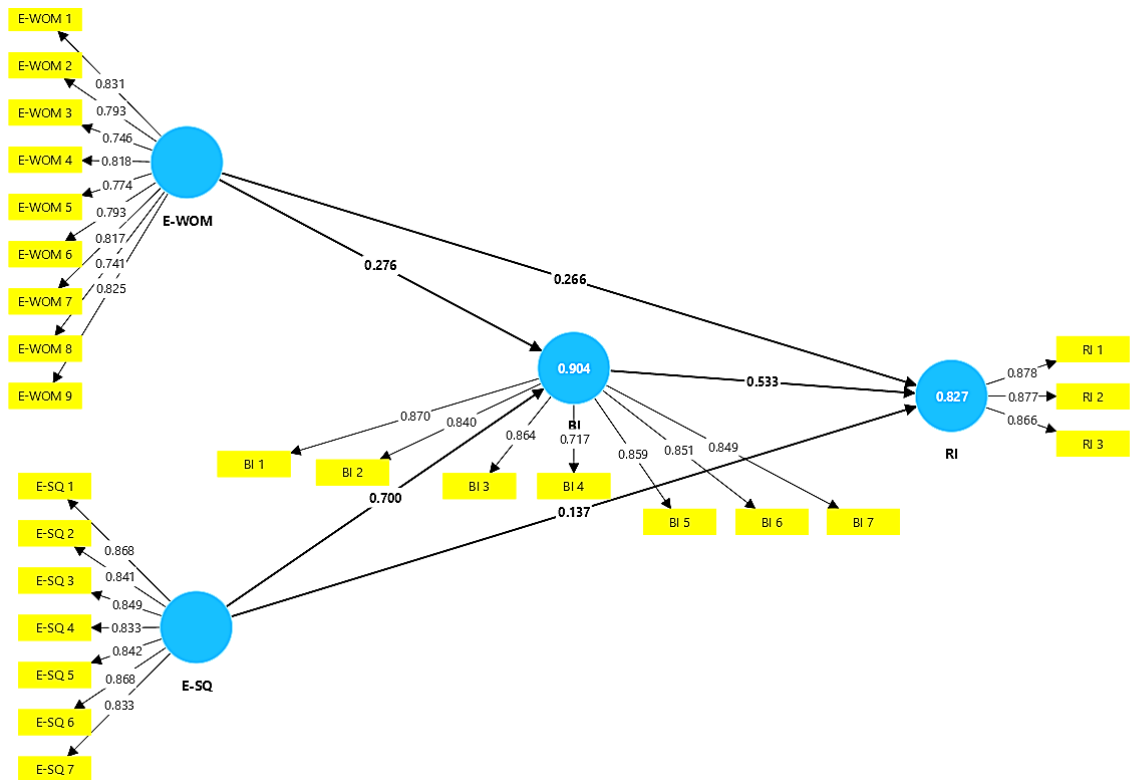 E-WOM 1
E-WOM 2
E-WOM 3
E-WOM 4
E-WOM 5
E-WOM 6
E-WOM 7
E-WOM 8
E-WOM 9
0.831
0.793
0.746
0.818
0.774
0.793
0.817
0.741
0.825
E-WOM
0.276
0.266
0.904
BI
0.533
0.827
RI
0.878
0.877
0.866
RI 1
RI 2
RI 3
0.870
0.840
0.864
0.717
0.859
0.851
0.849
BI 1
BI 2
BI 3
BI 4
BI 5
BI 6
BI 7
0.700
0.137
E-SQ 1
E-SQ 2
E-SQ 3
E-SQ 4
E-SQ 5
E-SQ 6
E-SQ 7
0.868
0.841
0.849
0.833
0.842
0.868
0.833
E-SQ